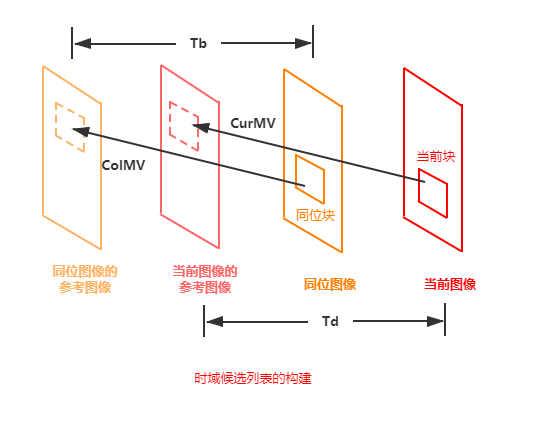 Tb
CurMV
ColMV
当前块
同位块
同位图像的
参考图像
当前图像的
参考图像
同位图像
当前图像
Td
时域候选列表的构建